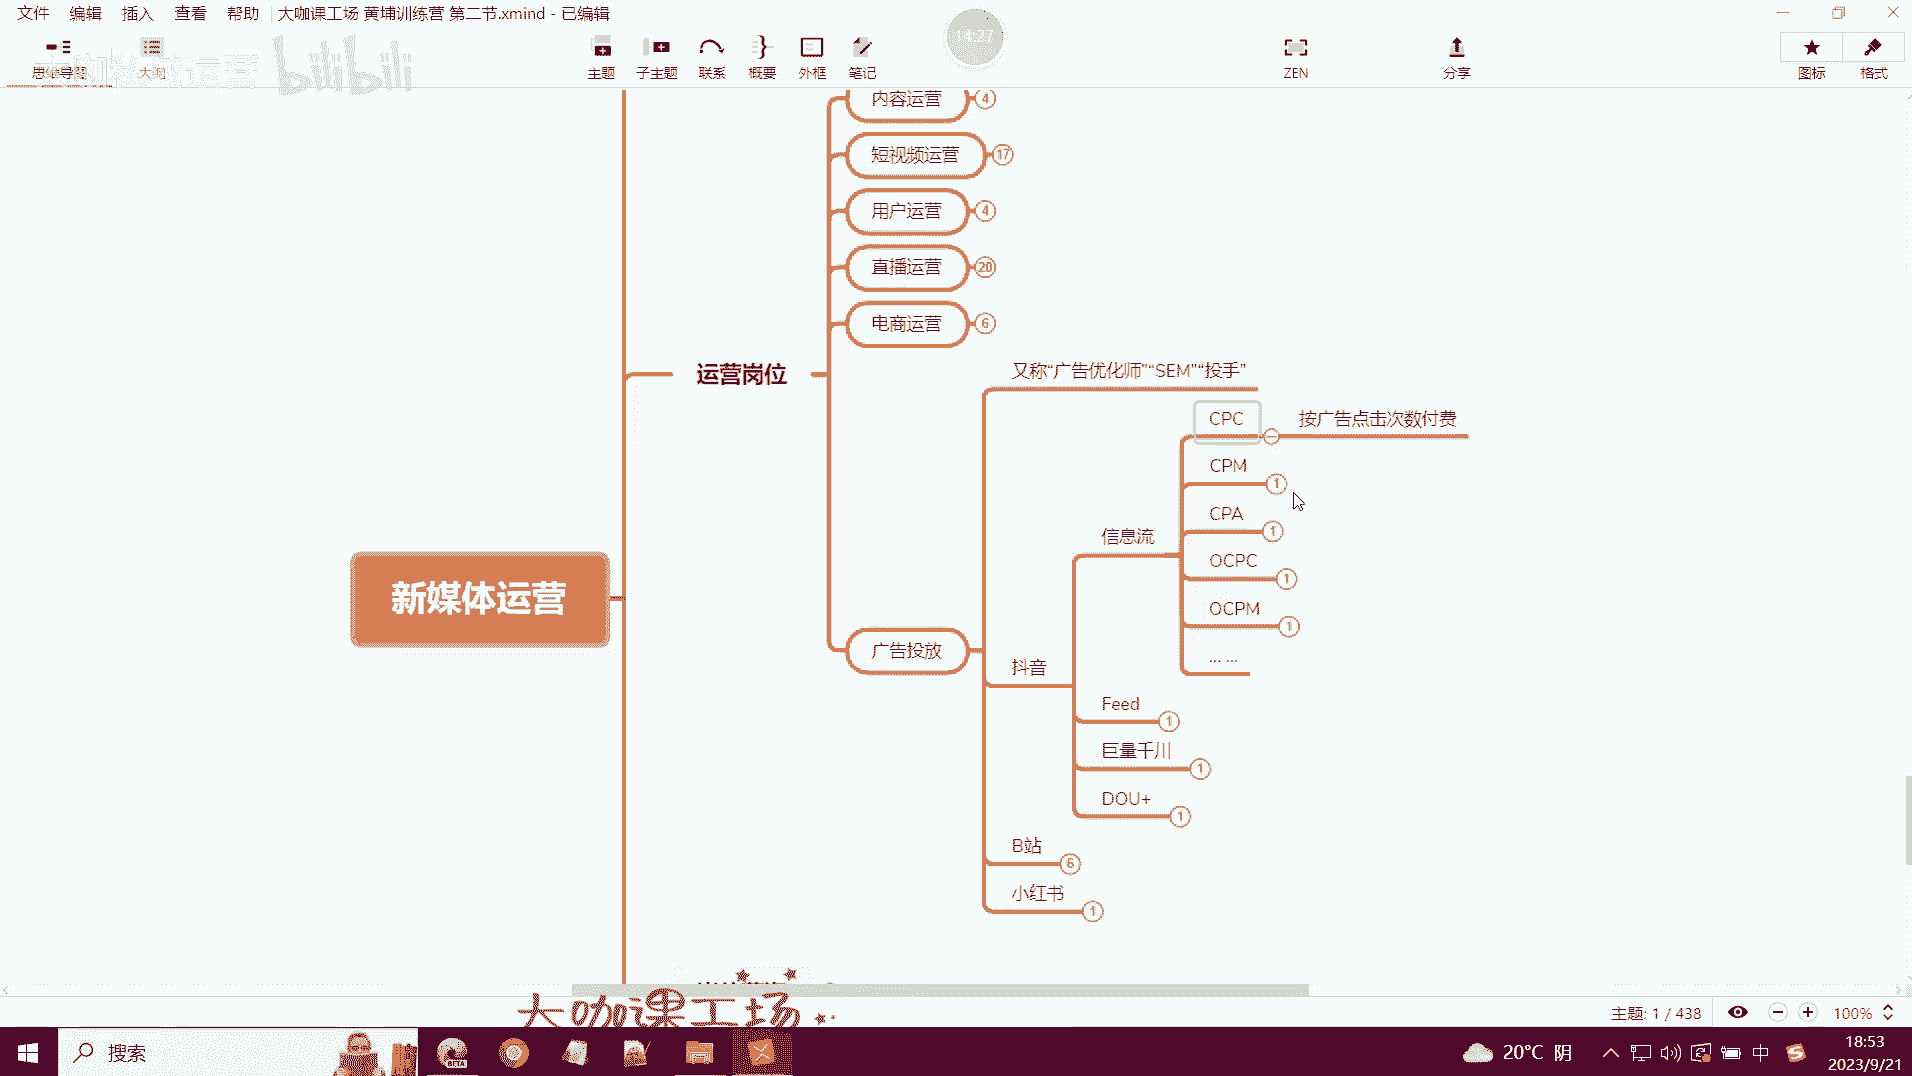 文件 编辑 插入 查看 帮助 大咖课工场 黄埔训练营 第二节.xmind - 已编辑
思维导图 大纲 主题 子主题 联系 概要 外框 笔记 14:27 ZEN 分享 图标 格式
bilibili
内容运营 4
短视频运营 17
用户运营 4
直播运营 20
电商运营 6
运营岗位
又称“广告优化师”“SEM”“投手”
CPC 按广告点击次数付费
CPM 1
CPA 1
信息流
OCPC 1
新媒体运营
OCPM 1
广告投放
... ...
抖音
Feed 1
巨量千川 1
DOU+ 1
B站 6
小红书 1
大咖课工场
主题: 1 / 438 100%
搜索
BETA
20°C 阴
中
18:53
2023/9/21